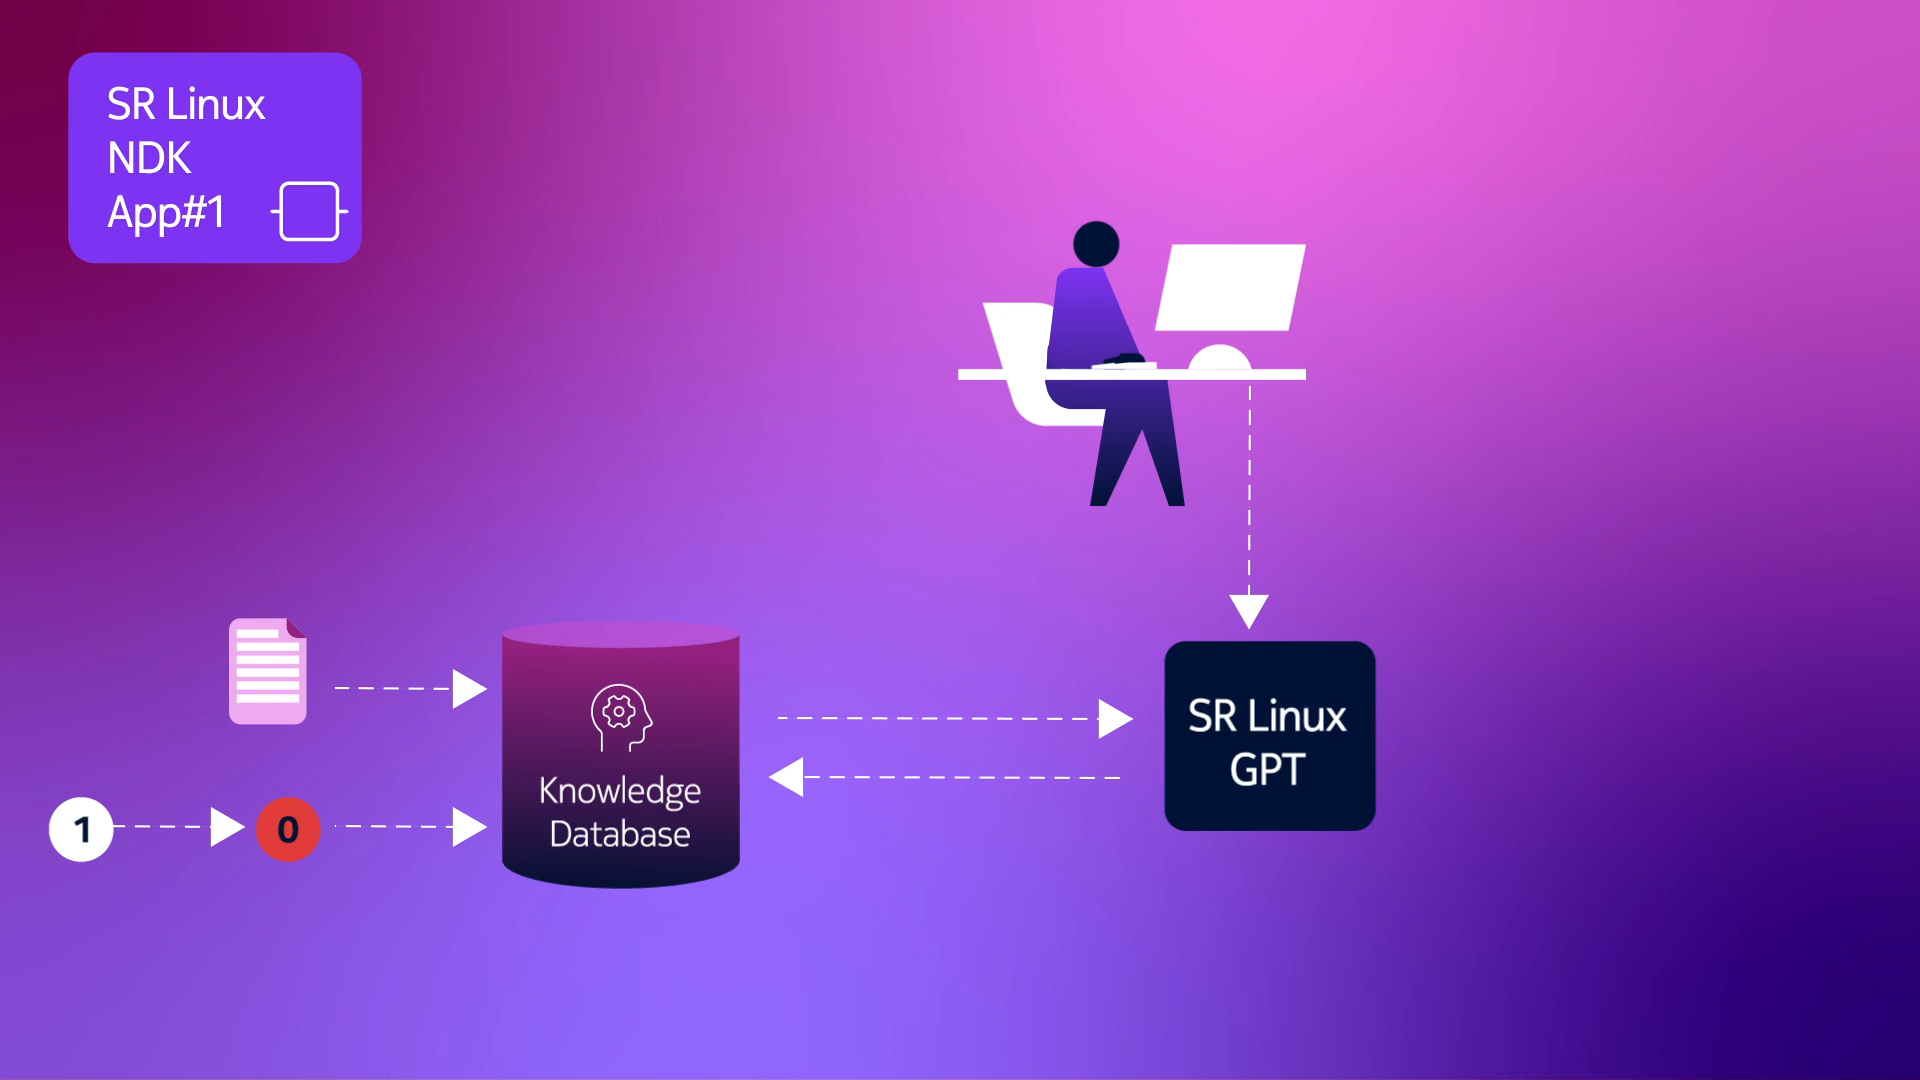 SR Linux
NDK
App#1
Knowledge
Database
1
0
SR Linux
GPT